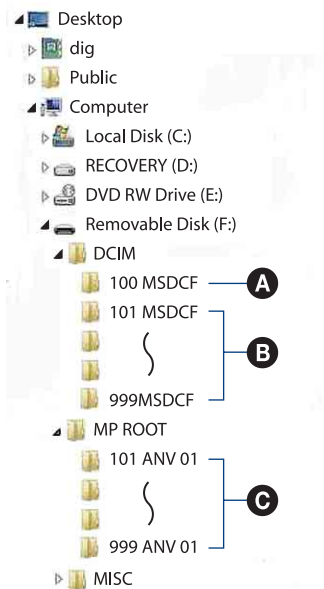 Desktop
dig
Public
Computer
Local Disk (C:)
RECOVERY (D:)
DVD RW Drive (E:)
Removable Disk (F:)
DCIM
100 MSDCF A
101 MSDCF
B
999MSDCF
MP ROOT
101 ANV 01
C
999 ANV 01
MISC